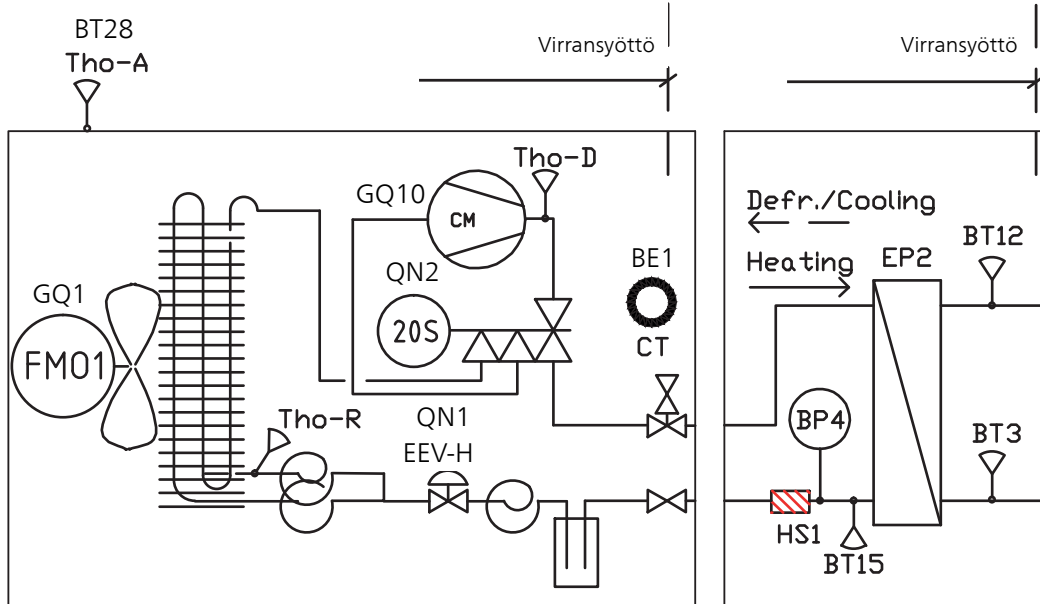 BT28
Tho-A
Virransyöttö
Virransyöttö
Tho-D
GQ10
CM
Defr./Cooling
BT12
QN2
BE1
EP2
Heating
GQ1
20S
CT
FM01
Tho-R
QN1
BP4
BT3
EEV-H
HS1
BT15